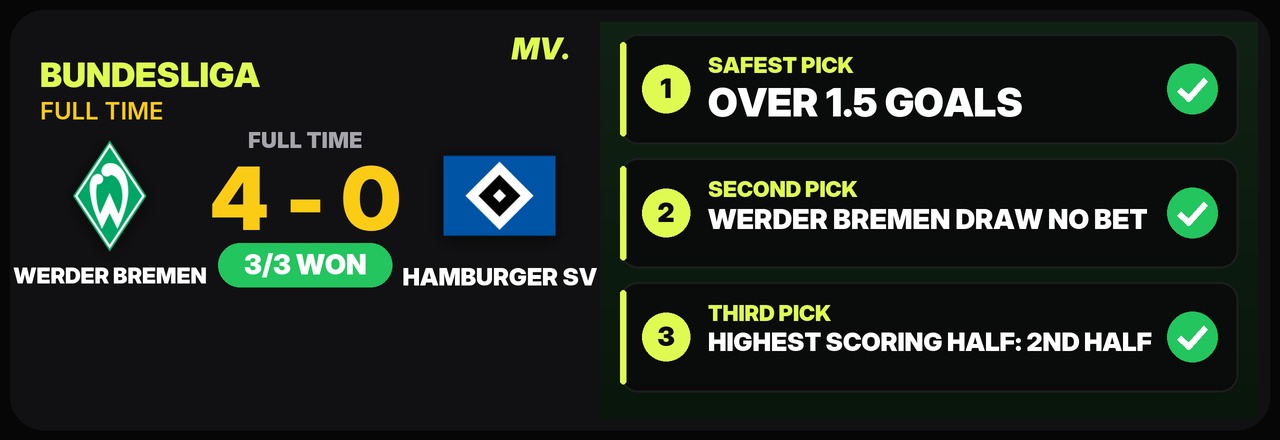 MV.
BUNDESLIGA
FULL TIME
FULL TIME
4 - 0
3/3 WON
WERDER BREMEN
HAMBURGER SV
1
SAFEST PICK
OVER 1.5 GOALS
2
SECOND PICK
WERDER BREMEN DRAW NO BET
3
THIRD PICK
HIGHEST SCORING HALF: 2ND HALF